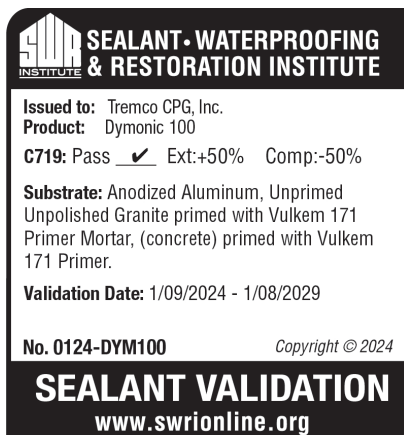 SWR
INSTITUTE
SEALANT • WATERPROOFING
& RESTORATION INSTITUTE
Issued to: Tremco CPG, Inc.
Product: Dymonic 100
C719: Pass ✔ Ext:+50% Comp:-50%
Substrate: Anodized Aluminum, Unprimed
Unpolished Granite primed with Vulkem 171
Primer Mortar, (concrete) primed with Vulkem
171 Primer.
Validation Date: 1/09/2024 - 1/08/2029
No. 0124-DYM100 Copyright © 2024
SEALANT VALIDATION
www.swrionline.org